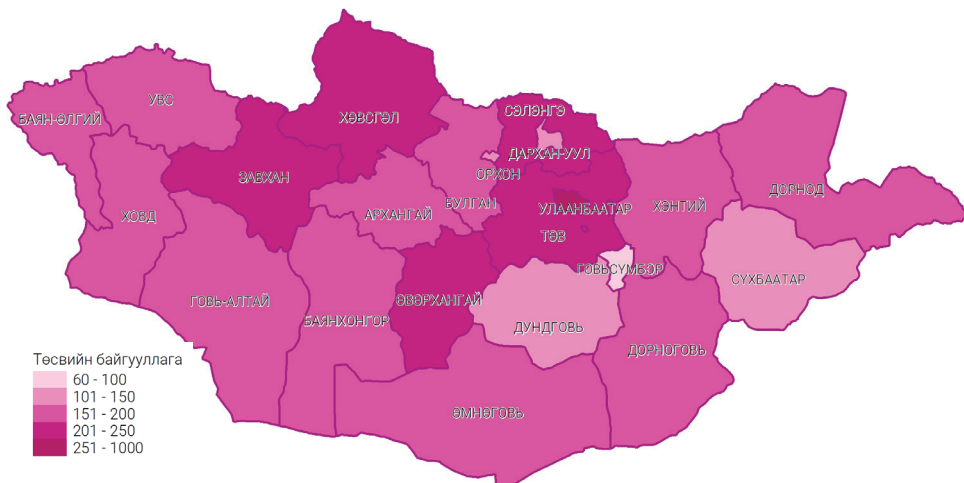 СЭЛЭНГЭ
УВС
БАЯН-ӨЛГИЙ
ХӨВСГӨЛ
ДАРХАН-УУЛ
ОРХОН
ЗАВХАН
ДОРНОД
ХОВД
АРХАНГАЙ
БУЛГАН
УЛААНБААТАР
ХЭНТИЙ
ТӨВ
ГОВЬСҮМБЭР
СҮХБААТАР
ГОВЬ-АЛТАЙ
ӨВӨРХАНГАЙ
БАЯНХОНГОР
ДУНДГОВЬ
ДОРНОГОВЬ
ӨМНӨГОВЬ
Төсвийн байгууллага
60 - 100
101 - 150
151 - 200
201 - 250
251 - 1000